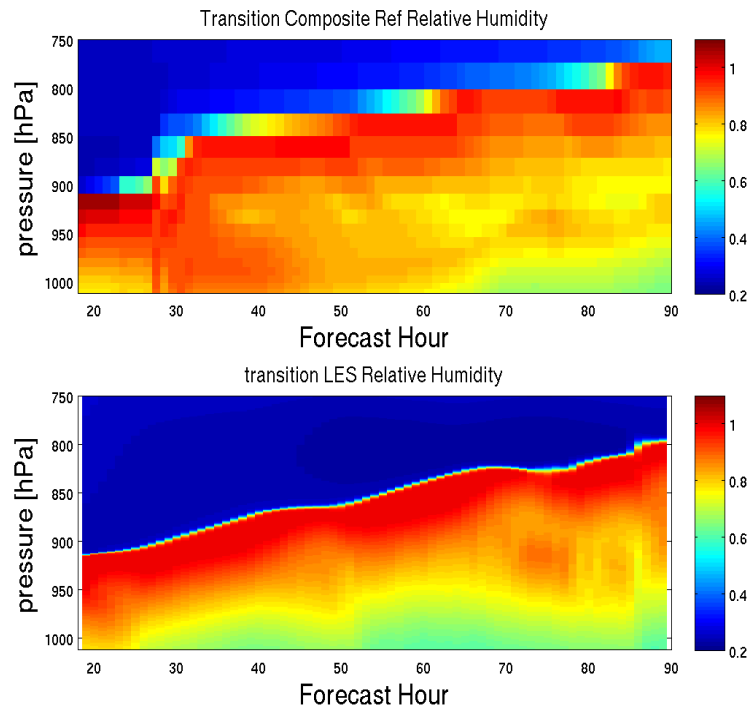 Transition Composite Ref Relative Humidity
pressure [hPa]
750
800
850
900
950
1000
20 30 40 50 60 70 80 90
Forecast Hour
1
0.8
0.6
0.4
0.2
transition LES Relative Humidity
pressure [hPa]
750
800
850
900
950
1000
20 30 40 50 60 70 80 90
Forecast Hour
1
0.8
0.6
0.4
0.2